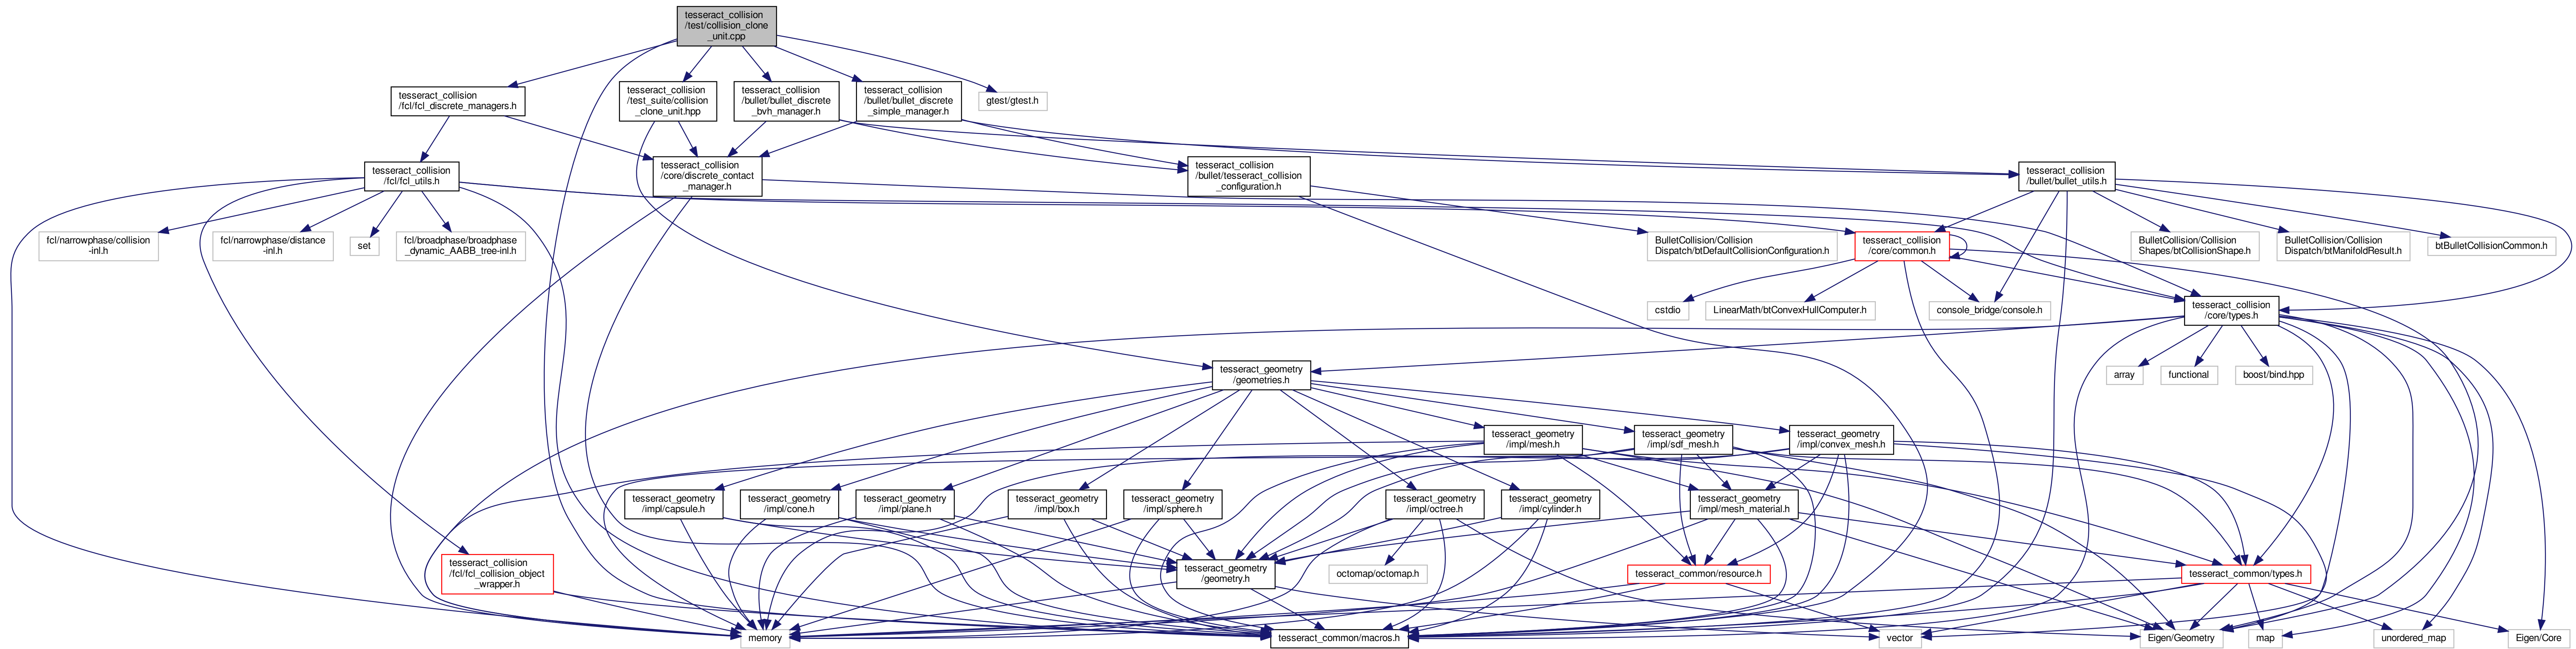 tesseract_collision
/test/collision_clone
_unit.cpp
tesseract_collision
/fcl/fcl_discrete_managers.h
tesseract_collision
/test_suite/collision
_clone_unit.hpp
tesseract_collision
/bullet/bullet_discrete
_bvh_manager.h
tesseract_collision
/bullet/bullet_discrete
_simple_manager.h
gtest/gtest.h
tesseract_collision
/fcl/fcl_utils.h
tesseract_collision
/core/discrete_contact
_manager.h
tesseract_collision
/bullet/tesseract_collision
_configuration.h
tesseract_collision
/bullet/bullet_utils.h
fcl/narrowphase/collision
-inl.h
fcl/narrowphase/distance
-inl.h
set
fcl/broadphase/broadphase
_dynamic_AABB_tree-inl.h
BulletCollision/Collision
Dispatch/btDefaultCollisionConfiguration.h
tesseract_collision
/core/common.h
BulletCollision/Collision
Shapes/btCollisionShape.h
BulletCollision/Collision
Dispatch/btManifoldResult.h
btBulletCollisionCommon.h
cstdio
LinearMath/btConvexHullComputer.h
console_bridge/console.h
tesseract_collision
/core/types.h
tesseract_geometry
/geometries.h
array
functional
boost/bind.hpp
tesseract_geometry
/impl/mesh.h
tesseract_geometry
/impl/sdf_mesh.h
tesseract_geometry
/impl/convex_mesh.h
tesseract_geometry
/impl/capsule.h
tesseract_geometry
/impl/cone.h
tesseract_geometry
/impl/plane.h
tesseract_geometry
/impl/box.h
tesseract_geometry
/impl/sphere.h
tesseract_geometry
/impl/octree.h
tesseract_geometry
/impl/cylinder.h
tesseract_geometry
/impl/mesh_material.h
tesseract_collision
/fcl/fcl_collision_object
_wrapper.h
tesseract_geometry
/geometry.h
octomap/octomap.h
tesseract_common/resource.h
tesseract_common/types.h
memory
tesseract_common/macros.h
vector
Eigen/Geometry
map
unordered_map
Eigen/Core